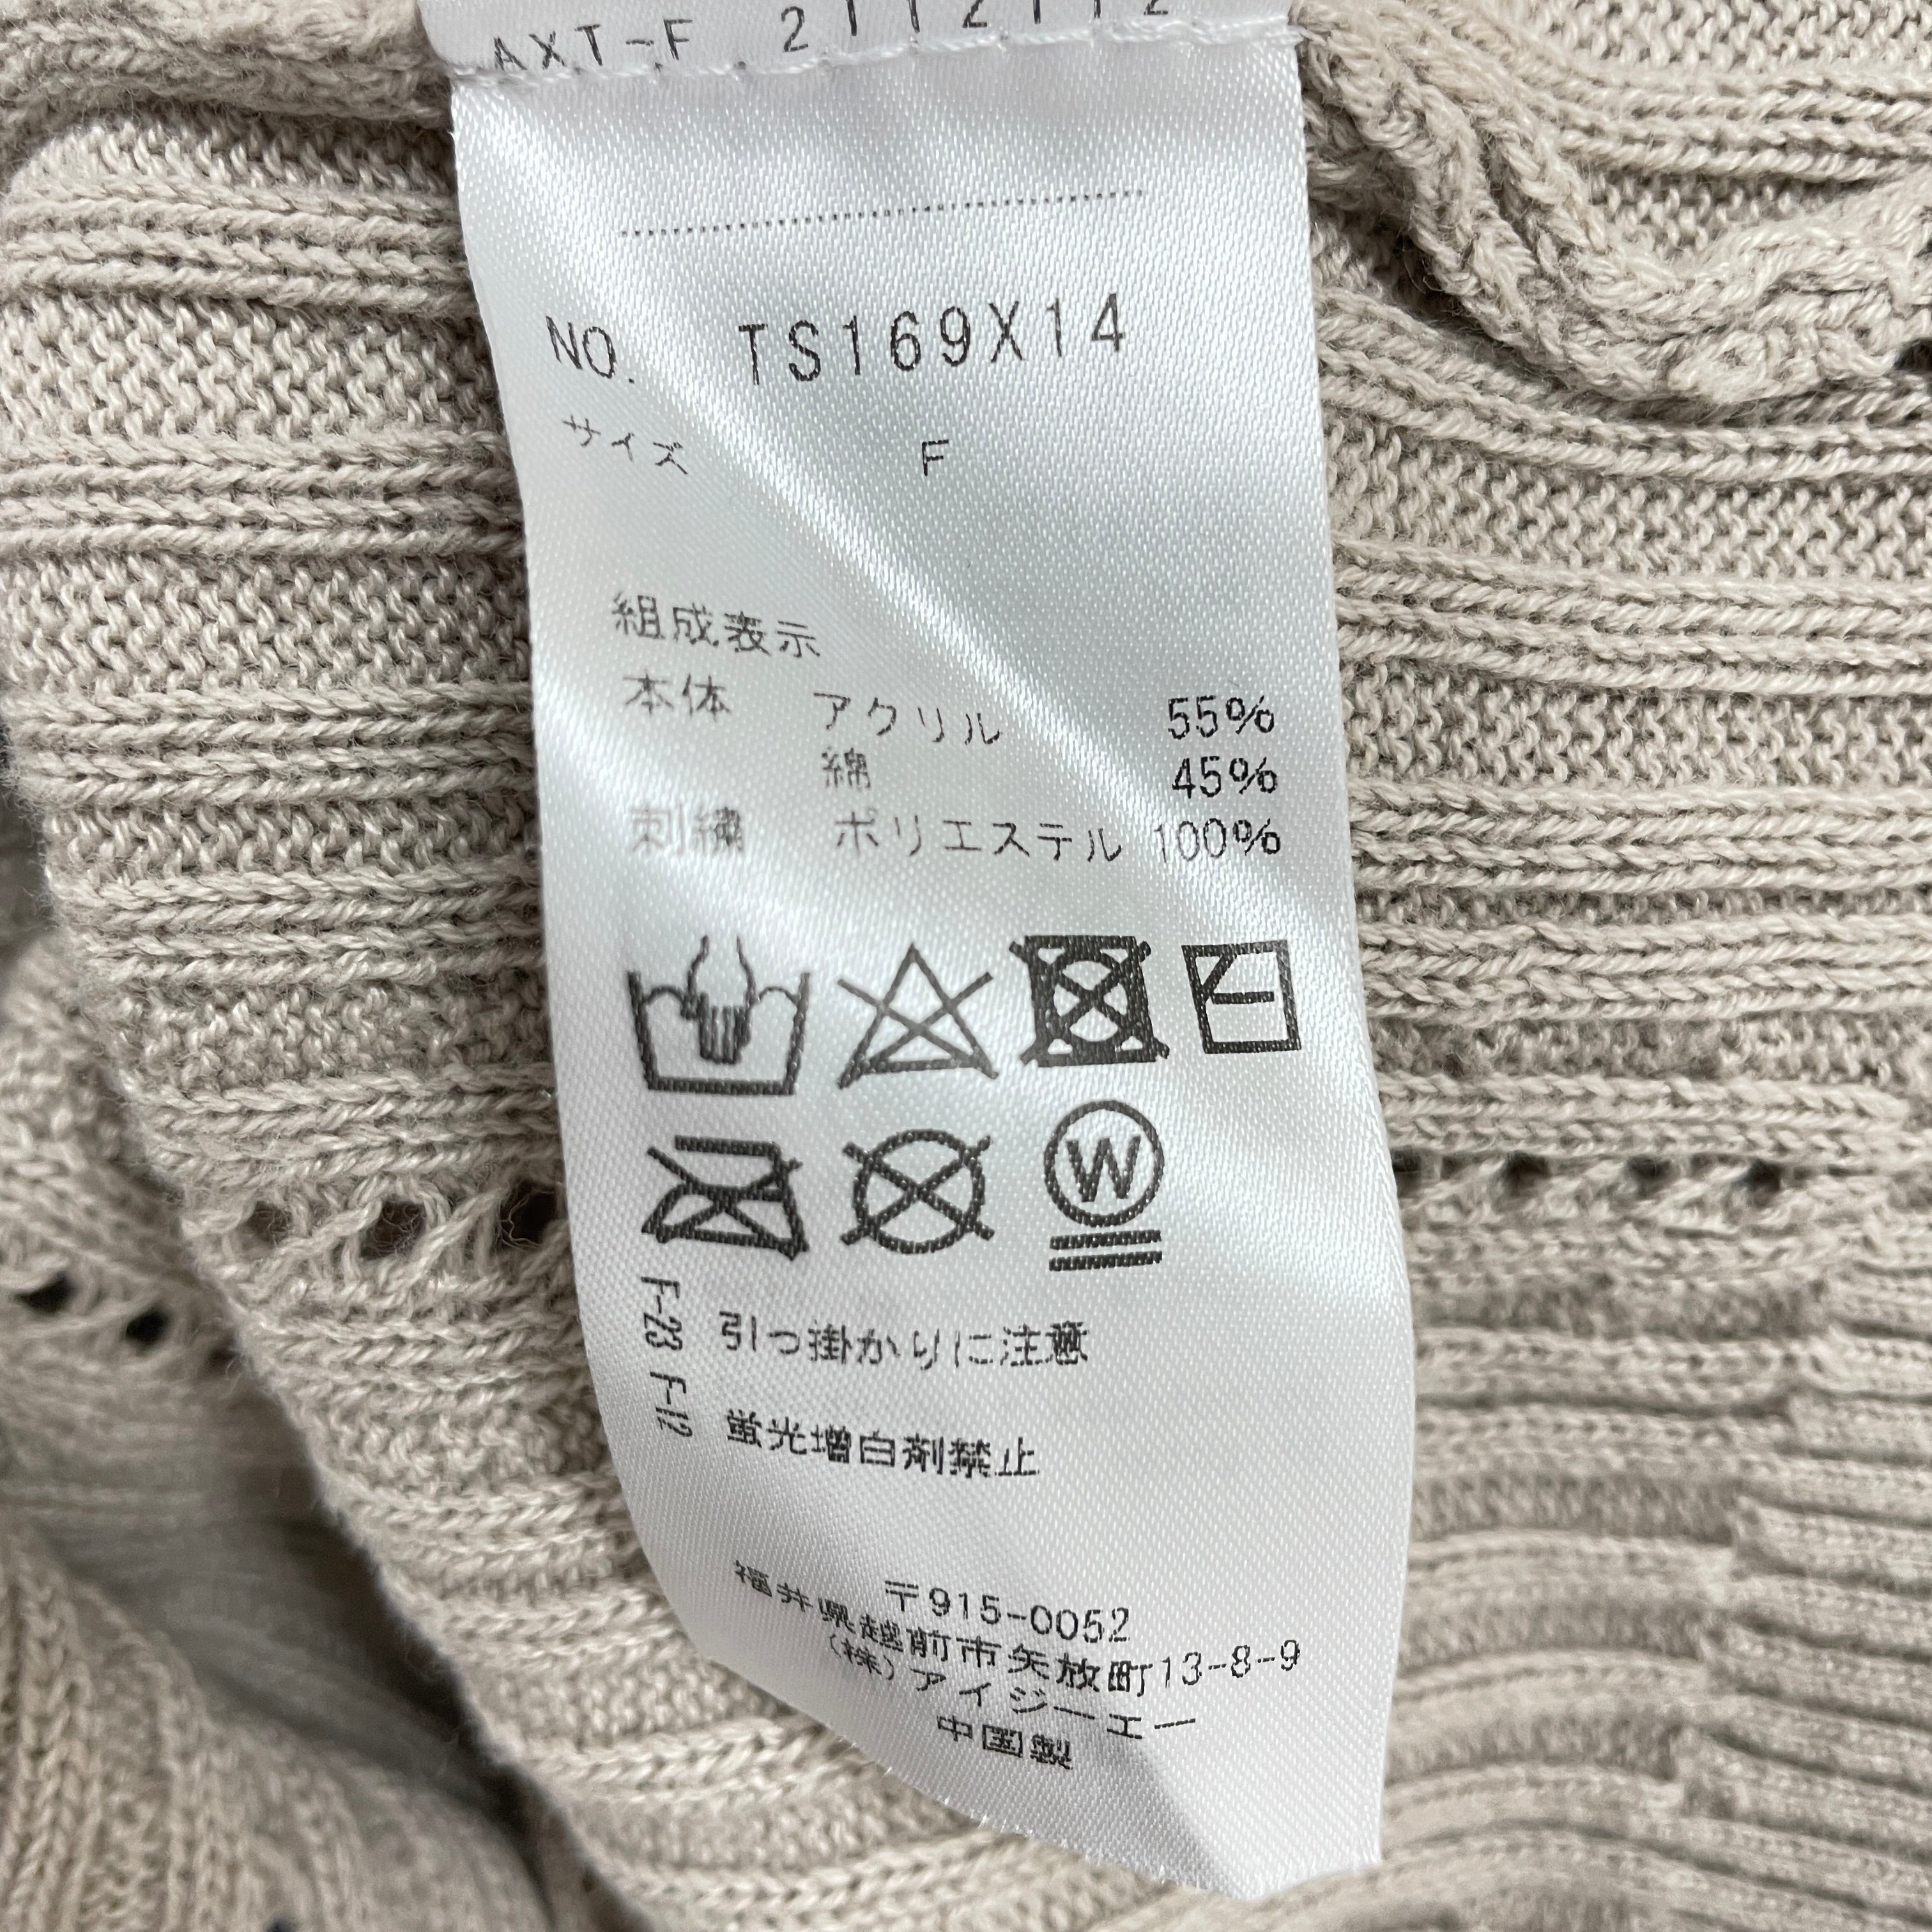 AXT-F 2112112
NO. TS169X14
サイズ F
組成表示
本体 アクリル 55%
綿 45%
刺繍 ポリエステル 100%
W
F-23 引っ掛かりに注意
F-12 蛍光増白剤禁止
〒915-0052
福井県越前市矢放町13-8-9
(株)アイジーエー
中国製